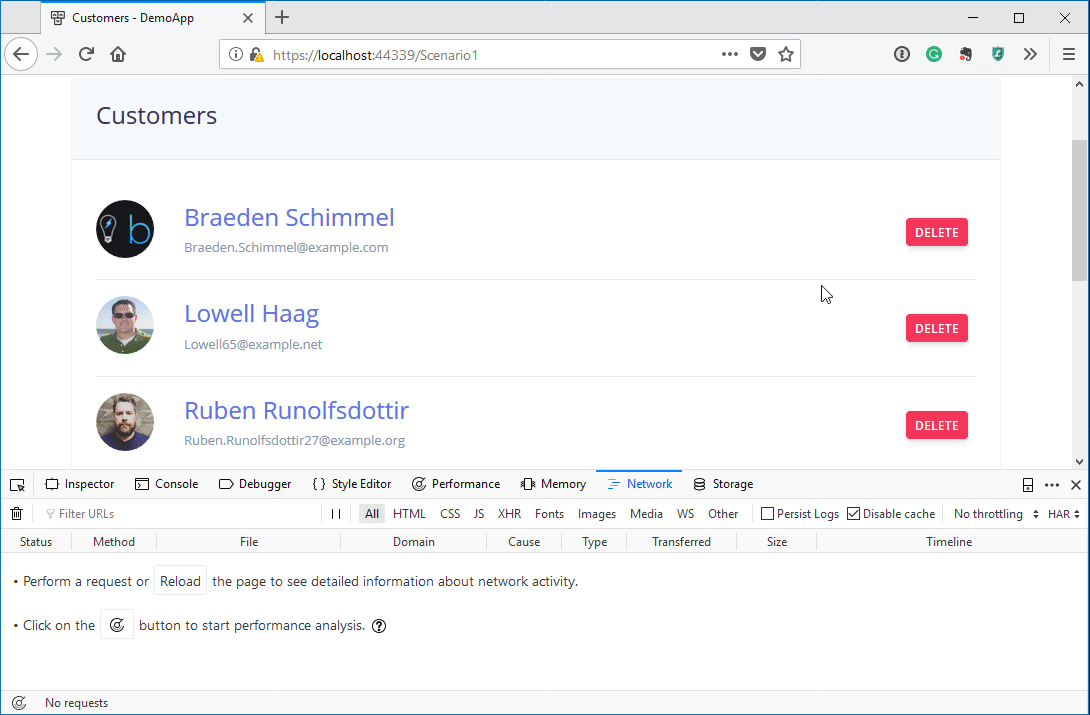 Customers - DemoApp
https://localhost:44339/Scenario1
Customers
b
Braeden Schimmel
Braeden.Schimmel@example.com
DELETE
Lowell Haag
Lowell65@example.net
DELETE
Ruben Runolfsdottir
Ruben.Runolfsdottir27@example.org
DELETE
Inspector Console Debugger { } Style Editor Performance Memory Network Storage
Filter URLs All HTML CSS JS XHR Fonts Images Media WS Other Persist Logs Disable cache No throttling HAR
Status Method File Domain Cause Type Transferred Size Timeline
• Perform a request or Reload the page to see detailed information about network activity.
• Click on the button to start performance analysis. ?
No requests